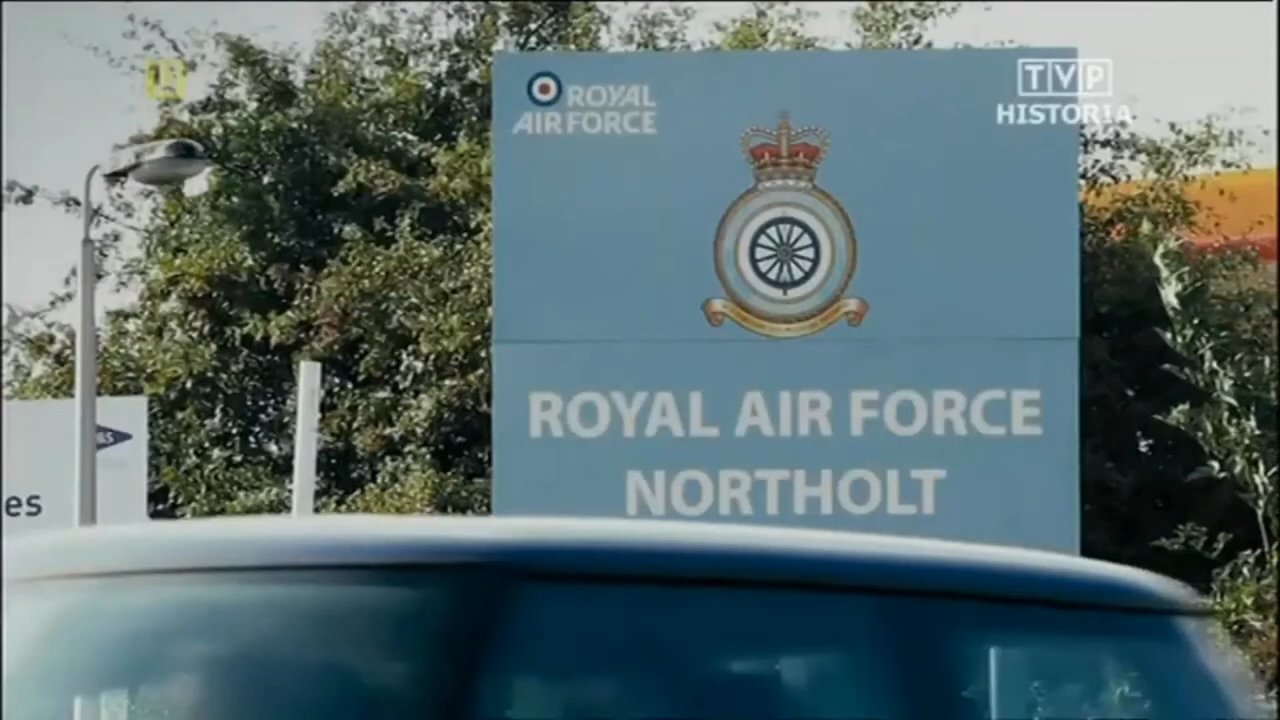 TVP
HISTORIA
ROYAL
AIR FORCE
ROYAL AIR FORCE
NORTHOLT
es